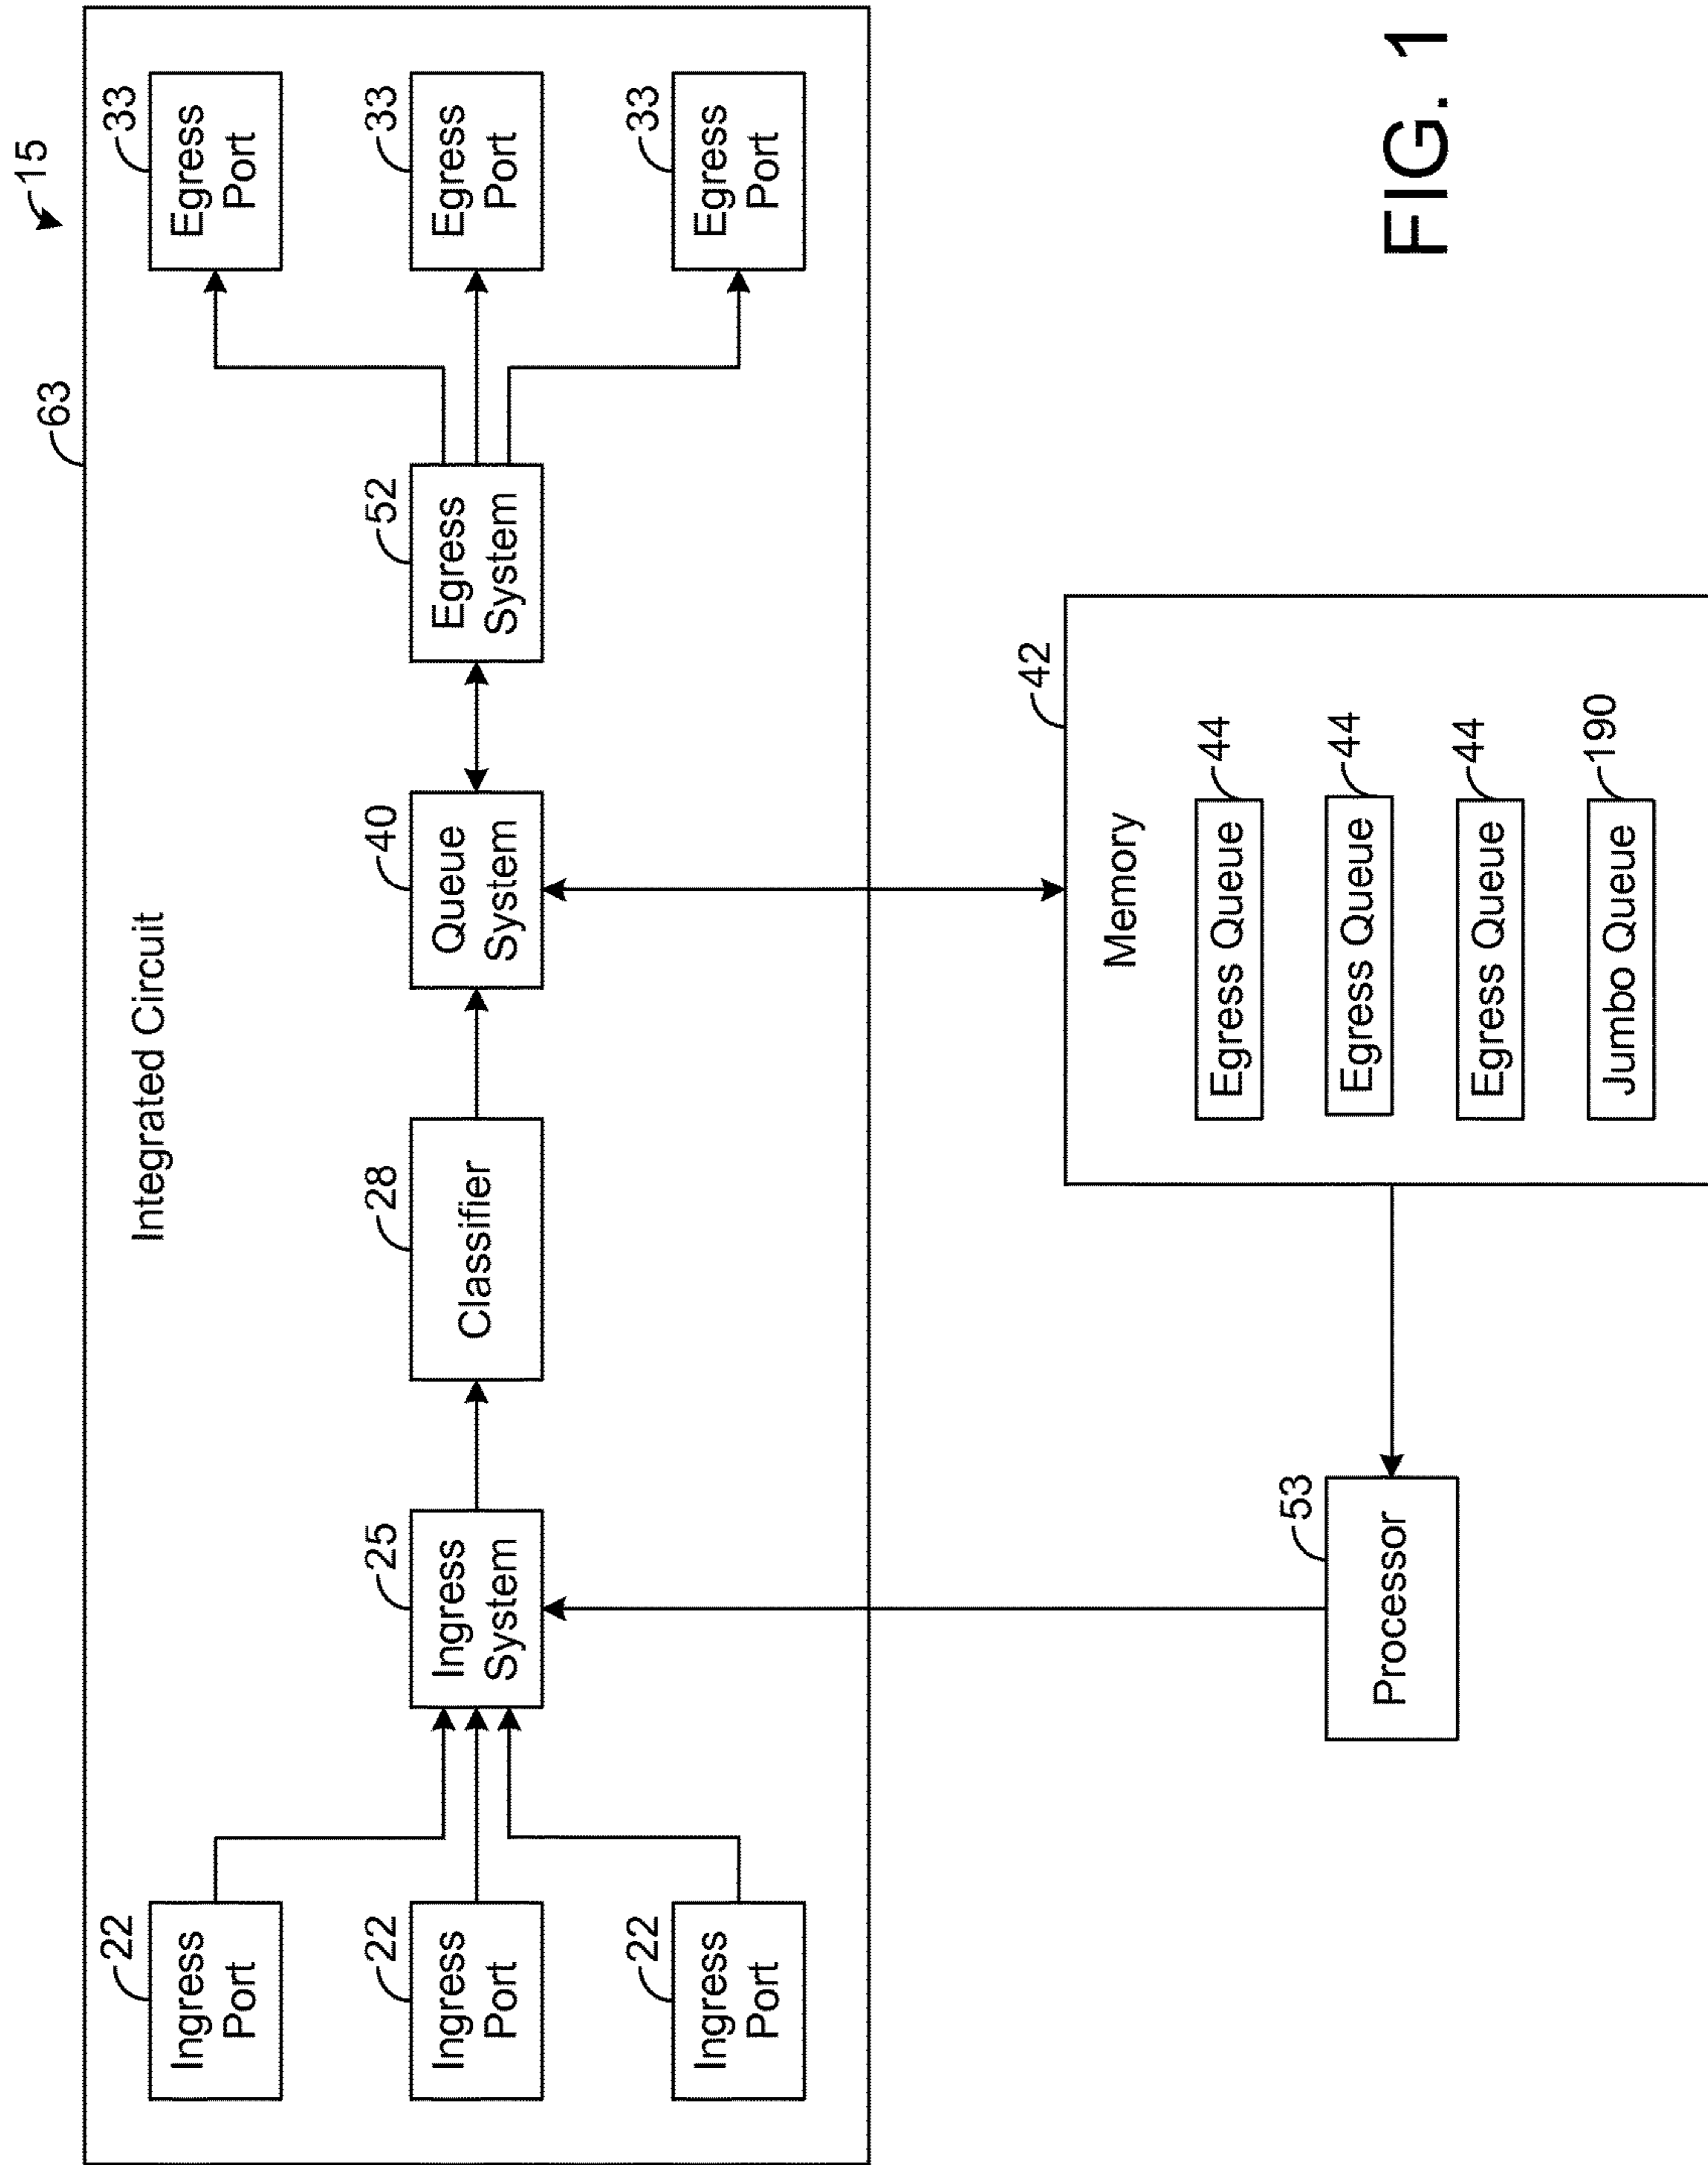 15
63
Integrated Circuit
22
Ingress
Port
22
Ingress
Port
22
Ingress
Port
25
Ingress
System
28
Classifier
40
Queue
System
52
Egress
System
33
Egress
Port
33
Egress
Port
33
Egress
Port
53
Processor
42
Memory
Egress Queue
44
Egress Queue
44
Egress Queue
44
Jumbo Queue
190
FIG. 1